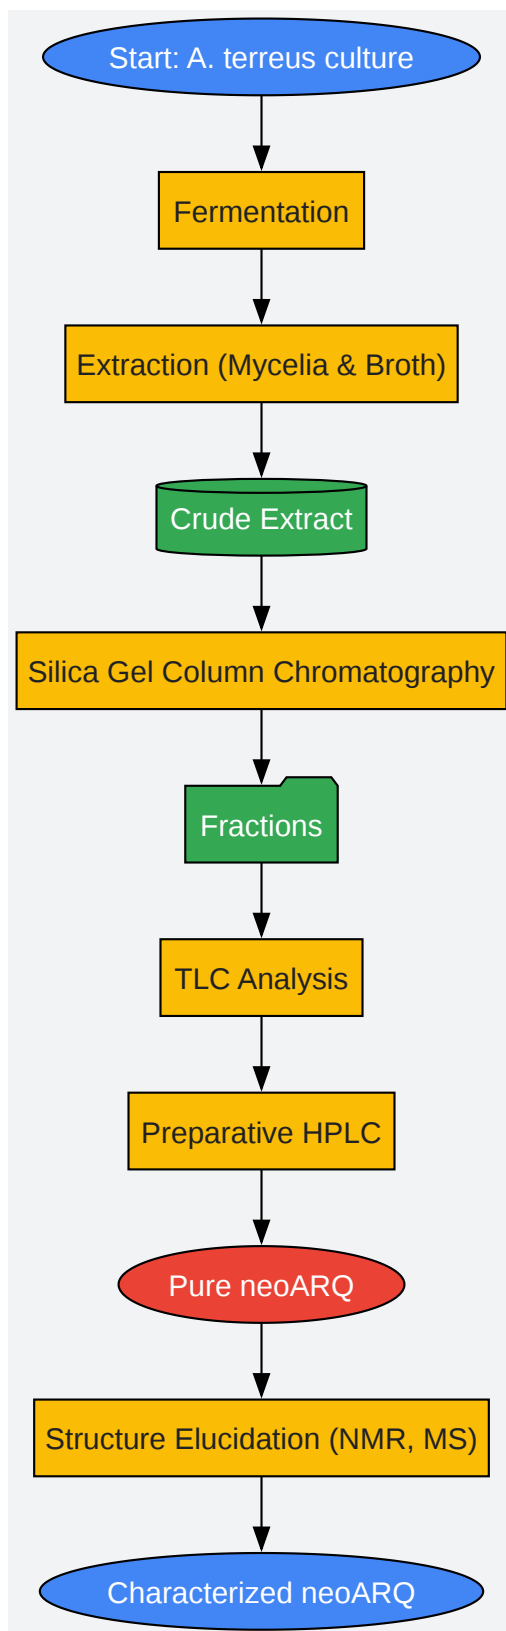 Start: A. terreus culture
Fermentation
Extraction (Mycelia & Broth)
Crude Extract
Silica Gel Column Chromatography
Fractions
TLC Analysis
Preparative HPLC
Pure neoARQ
Structure Elucidation (NMR, MS)
Characterized neoARQ